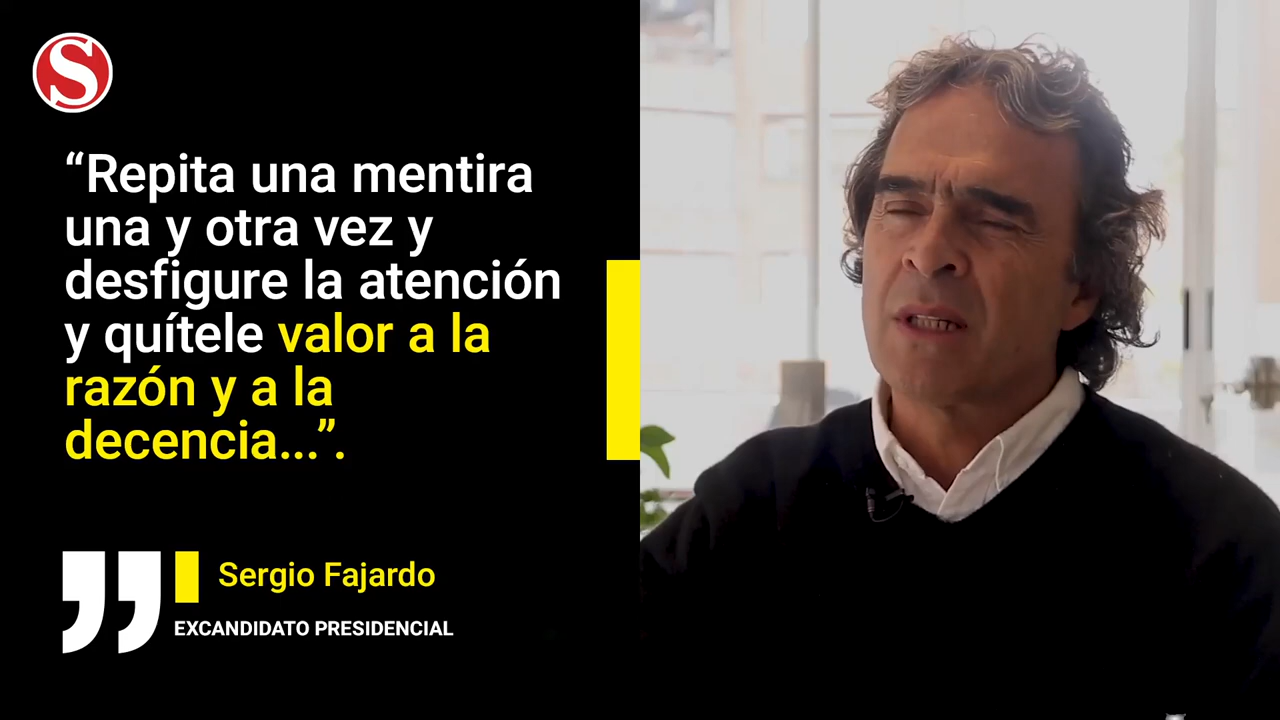 S
“Repita una mentira
una y otra vez y
desfigure la atención
y quítele valor a la
razón y a la
decencia...”.
Sergio Fajardo
EXCANDIDATO PRESIDENCIAL